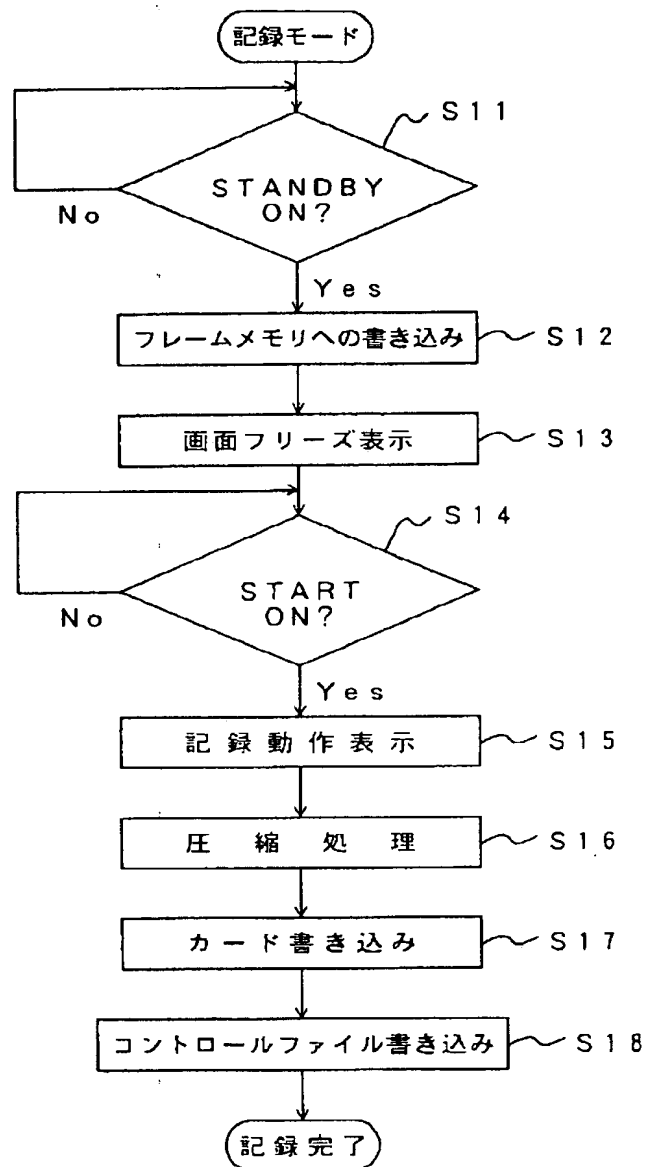 記録モード
S11
STANDBY
ON?
No
Yes
フレームメモリへの書き込み
S12
画面フリーズ表示
S13
S14
START
ON?
No
Yes
記録動作表示
S15
圧縮処理
S16
カード書き込み
S17
コントロールファイル書き込み
S18
記録完了